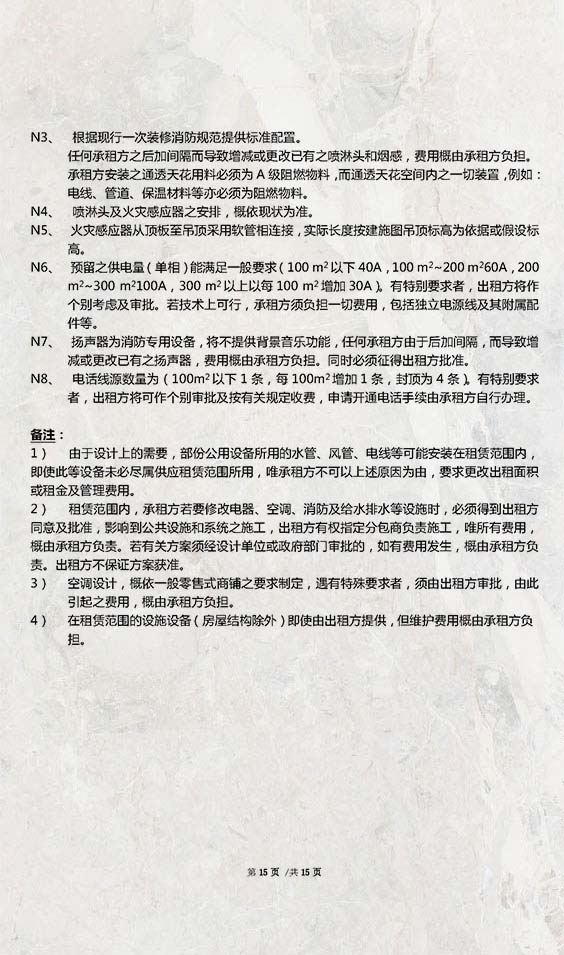 N3、 根据现行一次装修消防规范提供标准配置。
任何承租方之后加间隔而导致增减或更改已有之喷淋头和烟感，费用概由承租方负担。
承租方安装之通透天花用料必须为 A 级阻燃物料，而通透天花空间内之一切装置，例如：
电线、管道、保温材料等亦必须为阻燃物料。
N4、 喷淋头及火灾感应器之安排，概依现状为准。
N5、 火灾感应器从顶板至吊顶采用软管相连接，实际长度按建施图吊顶标高为依据或假设标
高。
N6、 预留之供电量（单相）能满足一般要求（100 m²以下 40A，100 m²~200 m²60A，200
m²~300 m²100A，300 m²以上以每 100 m²增加 30A）。有特别要求者，出租方将作
个别考虑及审批。若技术上可行，承租方须负担一切费用，包括独立电源线及其附属配
件等。
N7、 扬声器为消防专用设备，将不提供背景音乐功能，任何承租方由于后加间隔，而导致增
减或更改已有之扬声器，费用概由承租方负担。同时必须征得出租方批准。
N8、 电话线源数量为（100m²以下 1 条，每 100m²增加 1 条，封顶为 4 条）。有特别要求
者，出租方将可作个别审批及按有关规定收费，申请开通电话手续由承租方自行办理。
备注：
1） 由于设计上的需要，部份公用设备所用的水管、风管、电线等可能安装在租赁范围内，
即使此等设备未必尽属供应租赁范围所用，唯承租方不可以上述原因为由，要求更改出租面积
或租金及管理费用。
2） 租赁范围内，承租方若要修改电器、空调、消防及给水排水等设施时，必须得到出租方
同意及批准，影响到公共设施和系统之施工，出租方有权指定分包商负责施工，唯所有费用，
概由承租方负责。若有关方案须经设计单位或政府部门审批的，如有费用发生，概由承租方负
责。出租方不保证方案获准。
3） 空调设计，概依一般零售式商铺之要求制定，遇有特殊要求者，须由出租方审批，由此
引起之费用，概由承租方负担。
4） 在租赁范围的设施设备（房屋结构除外）即使由出租方提供，但维护费用概由承租方负
担。
第 15 页 /共 15 页